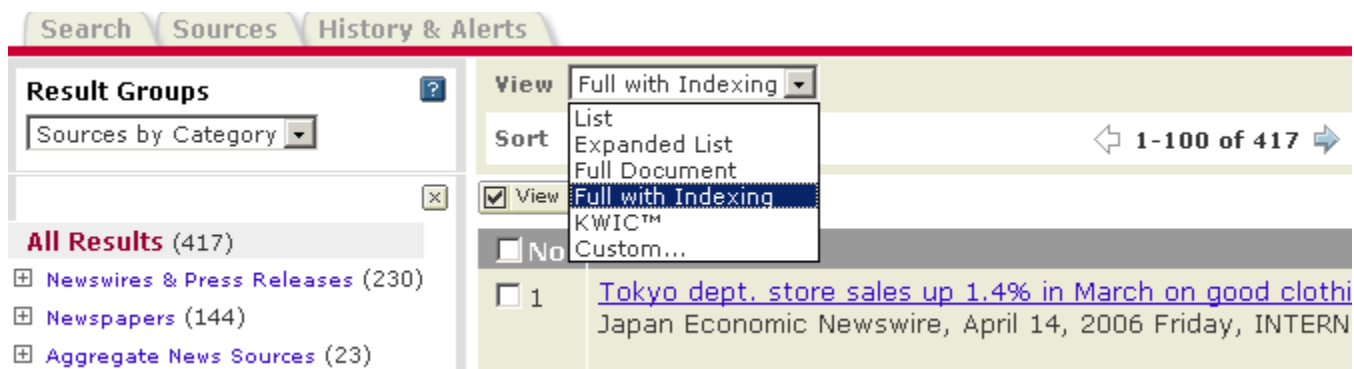 Search Sources History & Alerts
Result Groups ?
Sources by Category
All Results (417)
Newswires & Press Releases (230)
Newspapers (144)
Aggregate News Sources (23)
View Full with Indexing
Sort 1-100 of 417
List
Expanded List
Full Document
Full with Indexing
KWIC™
Custom...
View
No
1 Tokyo dept. store sales up 1.4% in March on good clothi
Japan Economic Newswire, April 14, 2006 Friday, INTERN